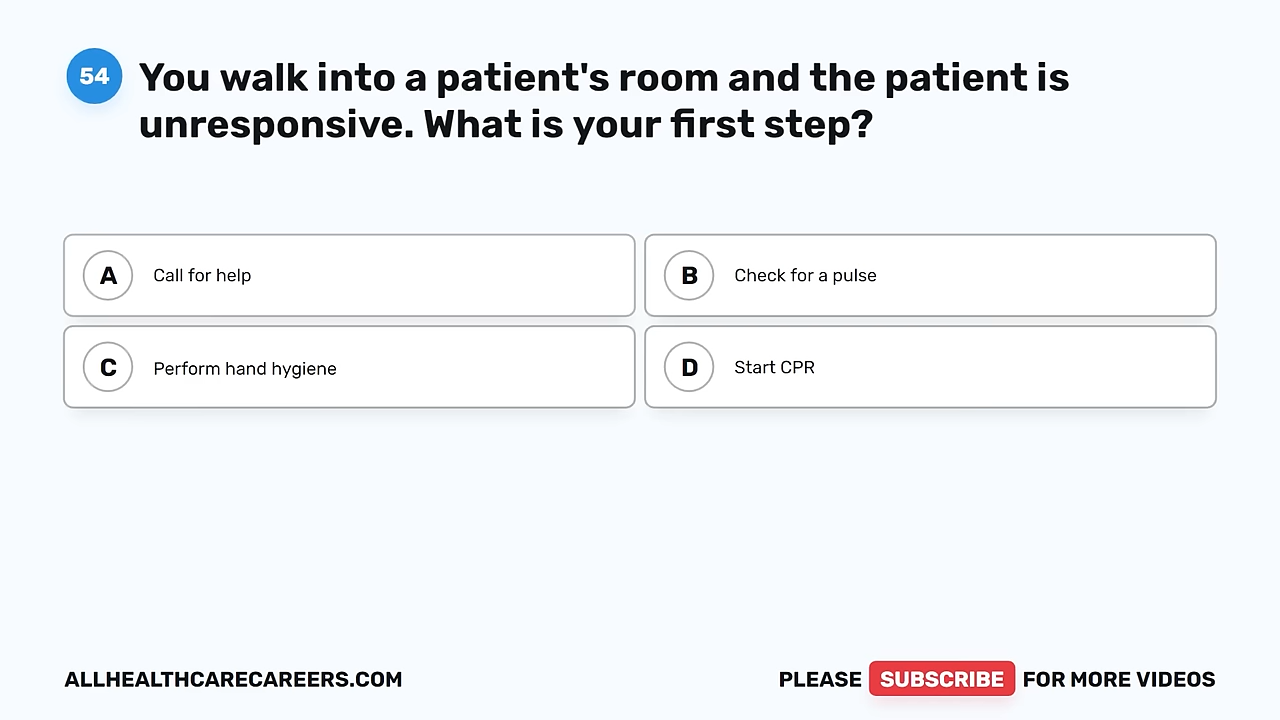 54
You walk into a patient's room and the patient is
unresponsive. What is your first step?
A Call for help
B Check for a pulse
C Perform hand hygiene
D Start CPR
ALLHEALTHCARECAREERS.COM
PLEASE SUBSCRIBE FOR MORE VIDEOS